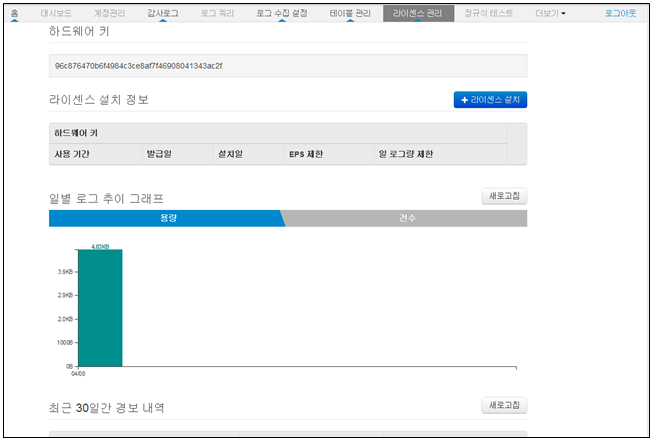 홈 대시보드 계정관리 감사로그 로그 쿼리 로그 수집 설정 테이블 관리 라이센스 관리 정규식 테스트 더보기 로그아웃
하드웨어 키
96c876470b6f4984c3ce8af7f46908041343ac2f
라이센스 설치 정보
+ 라이센스 설치
하드웨어 키
사용 기간 발급일 설치일 EPS 제한 일 로그량 제한
일별 로그 추이 그래프
새로고침
용량 건수
4.83KB
3.9KB
2.9KB
2.0KB
1000B
0B
04/08
최근 30일간 경보 내역
새로고침